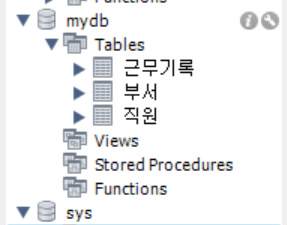 mydb
Tables
근무기록
부서
직원
Views
Stored Procedures
Functions
sys